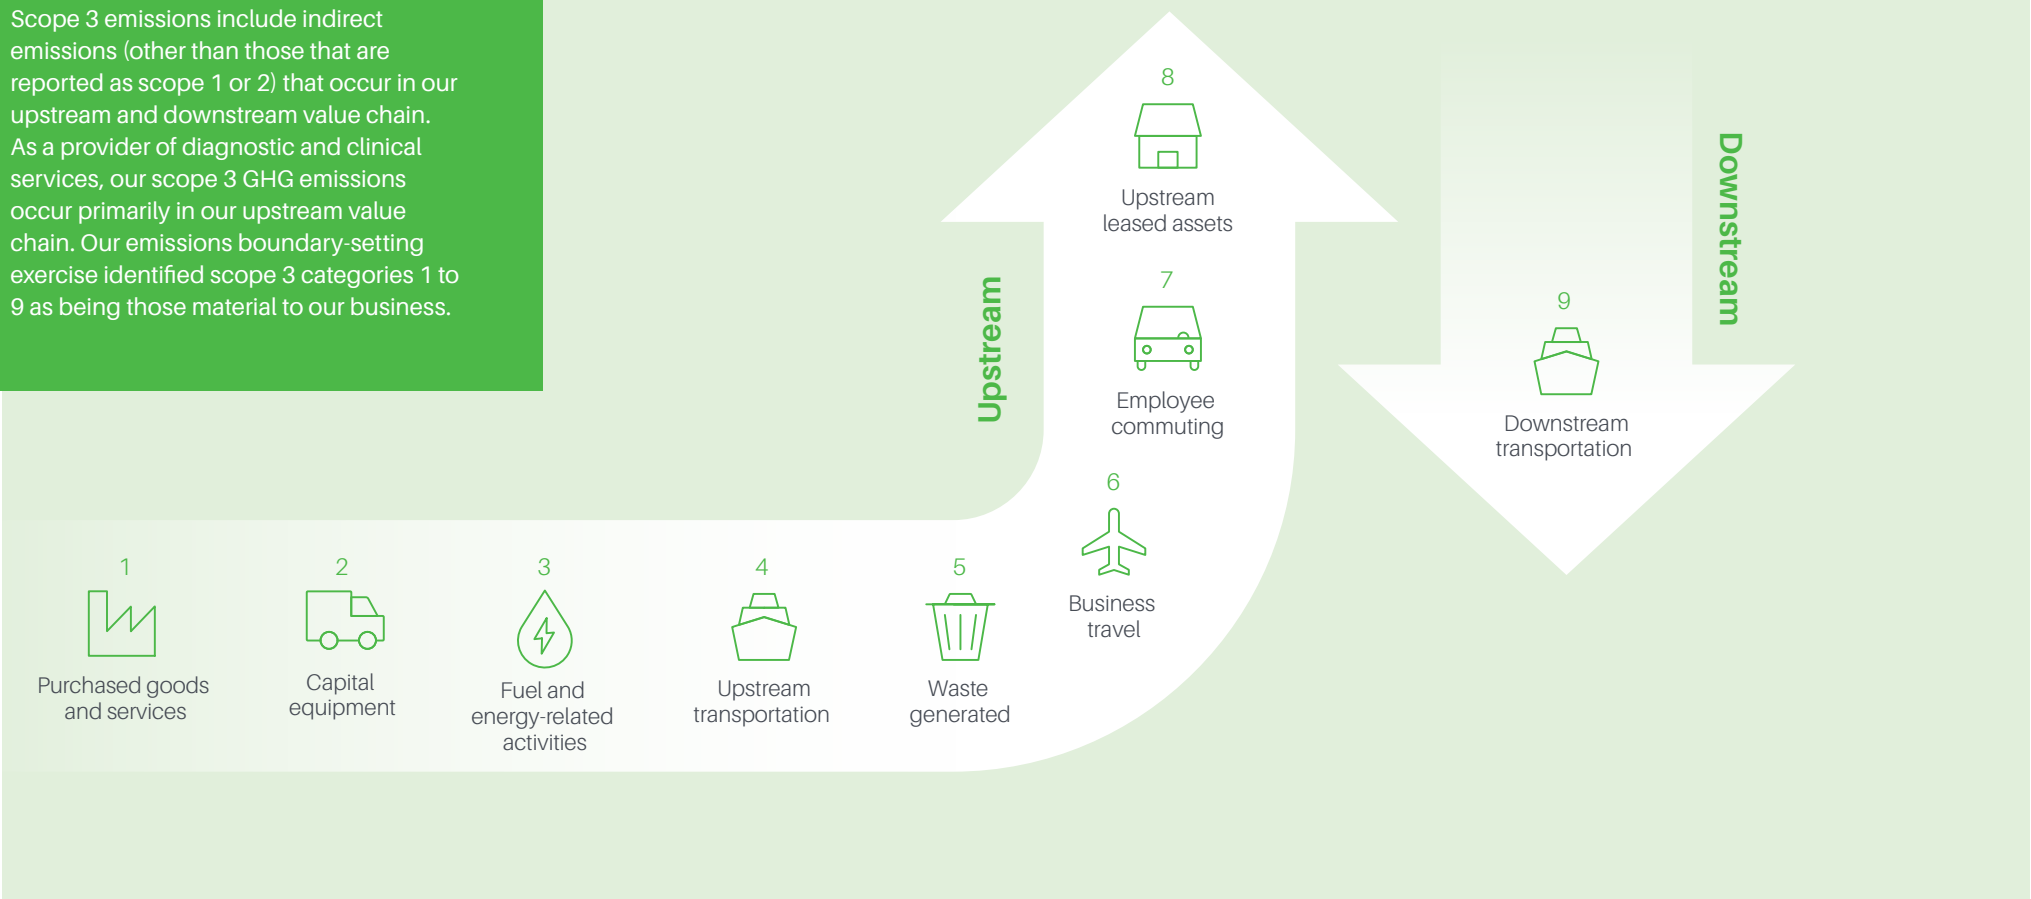 Scope 3 emissions include indirect
emissions (other than those that are
reported as scope 1 or 2) that occur in our
upstream and downstream value chain.
As a provider of diagnostic and clinical
services, our scope 3 GHG emissions
occur primarily in our upstream value
chain. Our emissions boundary-setting
exercise identified scope 3 categories 1 to
9 as being those material to our business.
1
Purchased goods
and services
2
Capital
equipment
3
Fuel and
energy-related
activities
4
Upstream
transportation
5
Waste
generated
6
Business
travel
7
Employee
commuting
8
Upstream
leased assets
Upstream
9
Downstream
transportation
Downstream